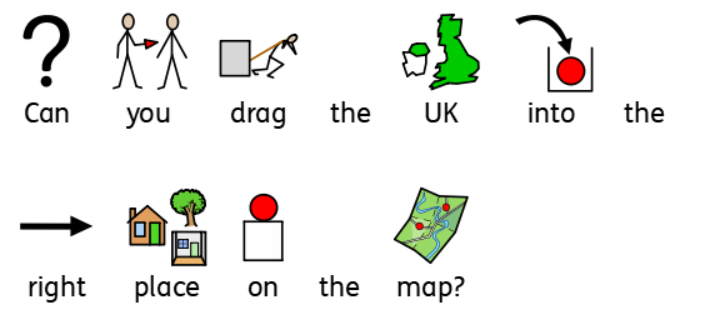 Can you drag the UK into the
right place on the map?